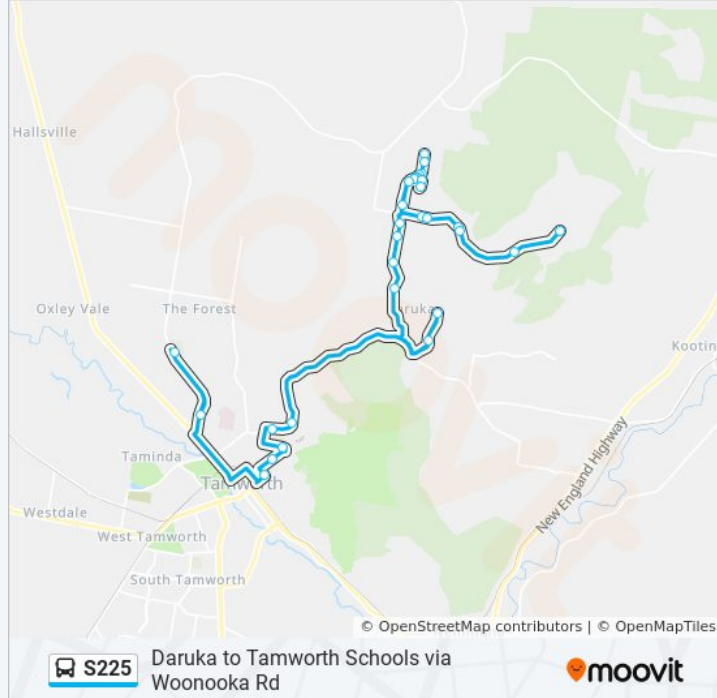 Hallsville
Oxley Vale
The Forest
Daruka
Kootin
Taminda
Tamworth
Westdale
West Tamworth
New England Highway
South Tamworth
moovit
© OpenStreetMap contributors | © OpenMapTiles
S225
Daruka to Tamworth Schools via
Woonooka Rd
moovit